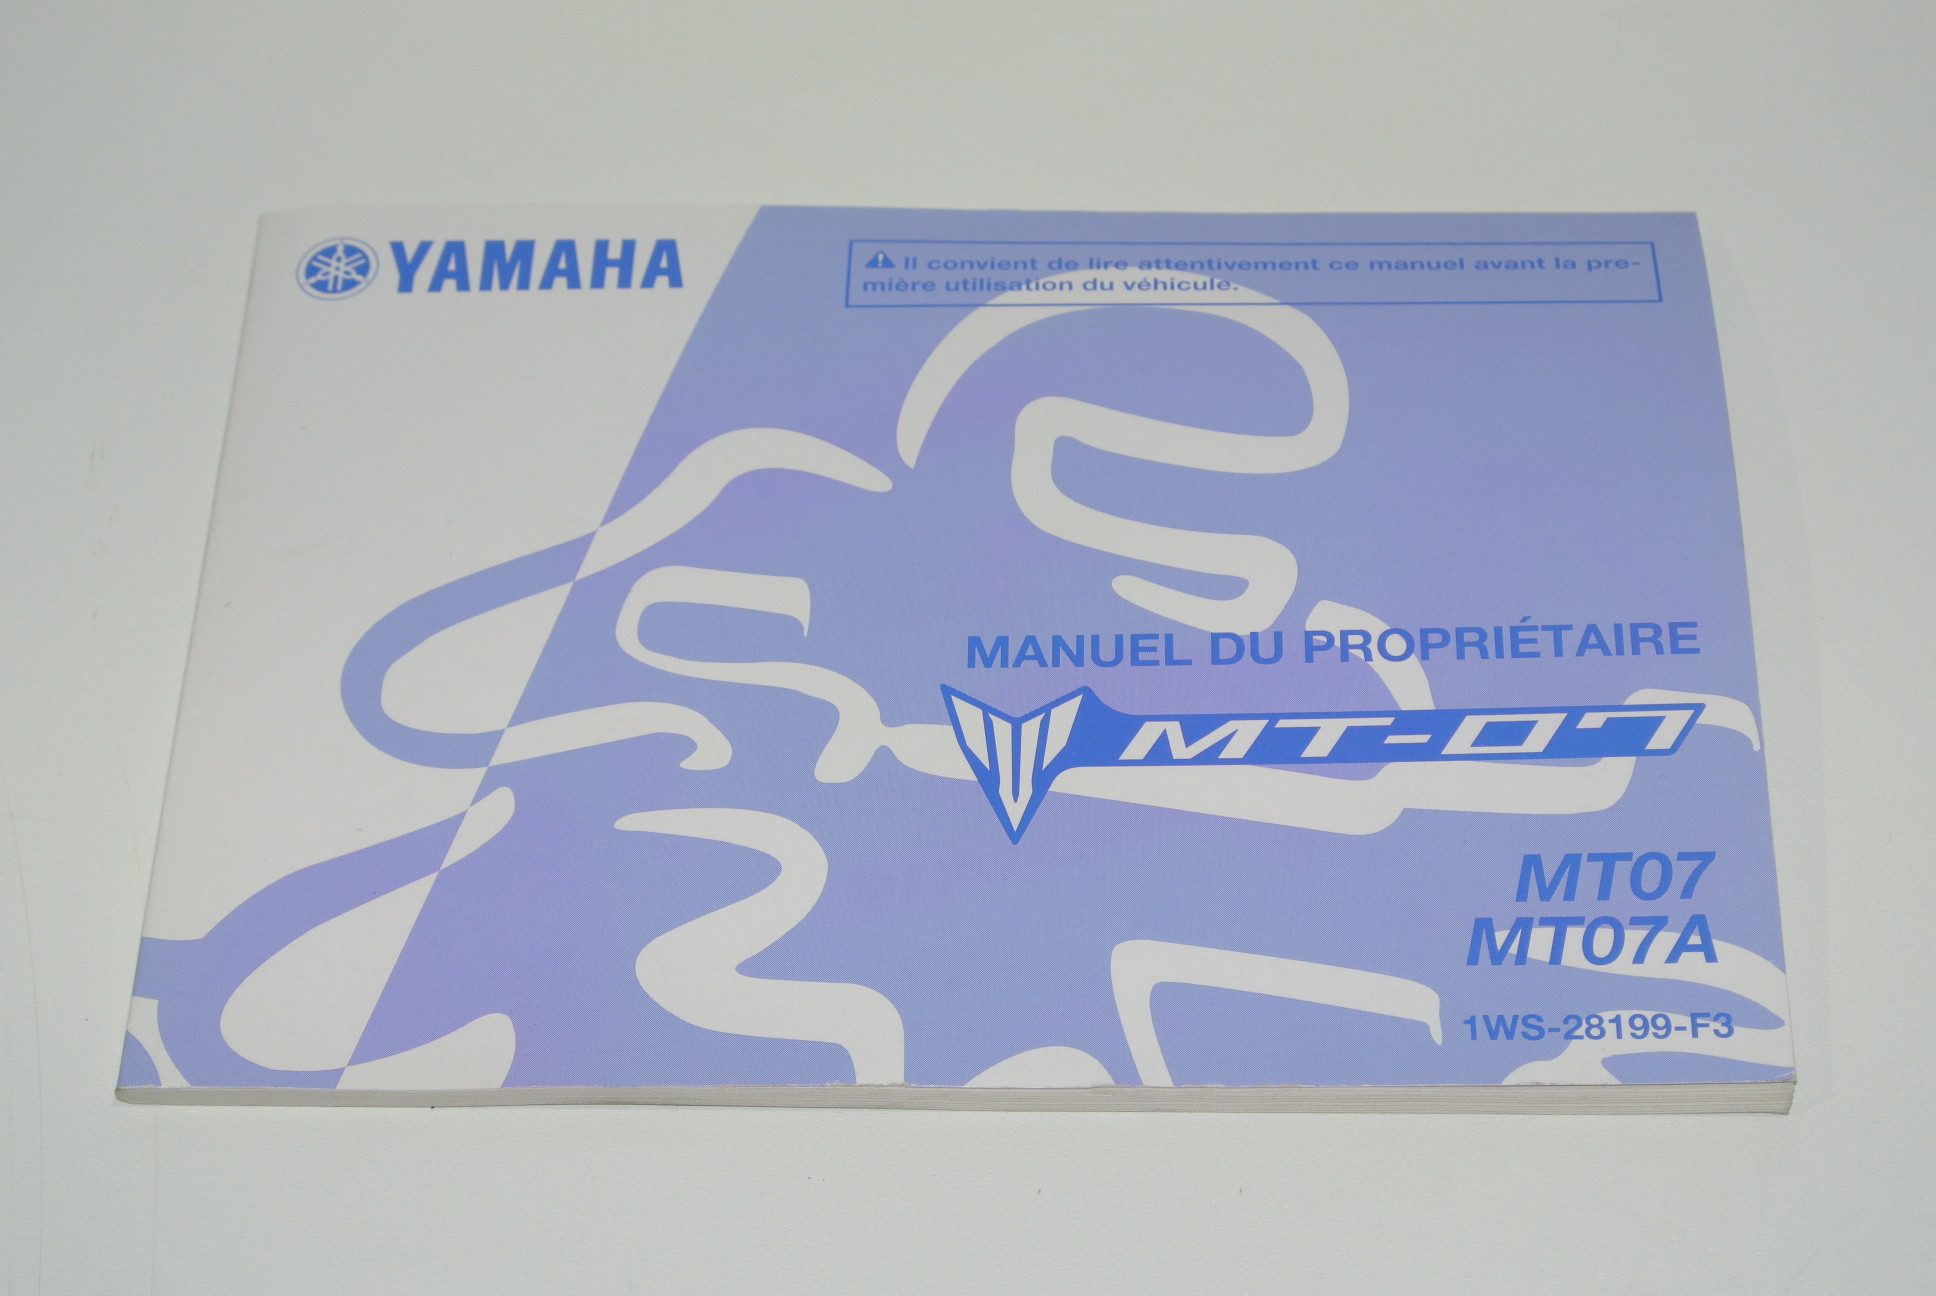 YAMAHA
Il convient de lire attentivement ce manuel avant la pre-
mière utilisation du véhicule.
MANUEL DU PROPRIÉTAIRE
MT-07
MT07
MT07A
1WS-28199-F3